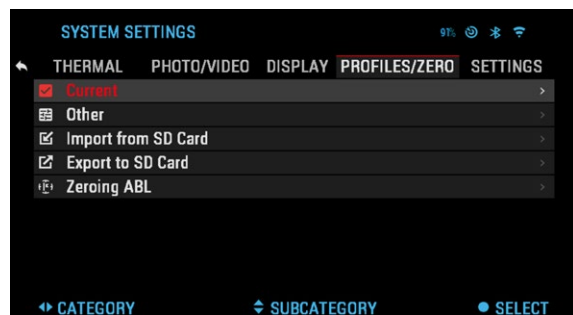 SYSTEM SETTINGS 91%
THERMAL PHOTO/VIDEO DISPLAY PROFILES/ZERO SETTINGS
Current
Other
Import from SD Card
Export to SD Card
Zeroing ABL
CATEGORY SUBCATEGORY SELECT